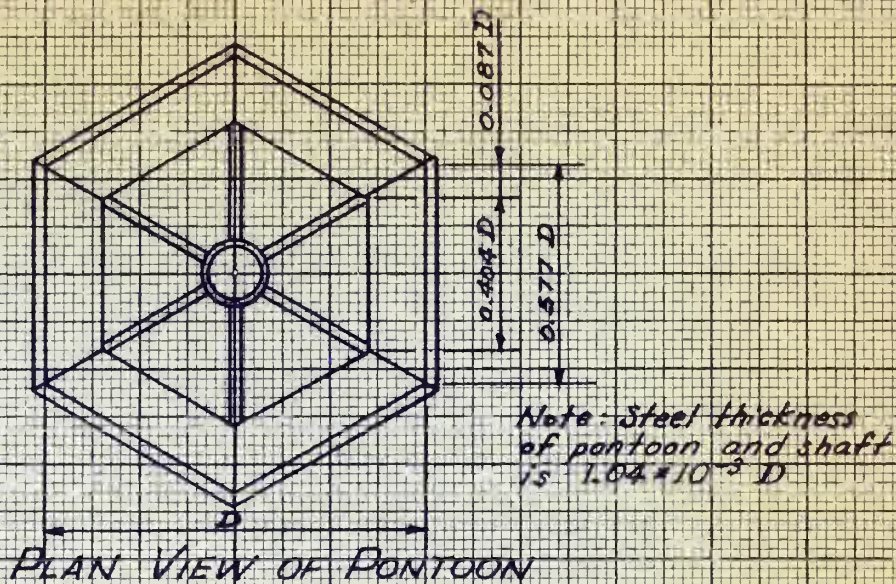 0.087 D
0.404 D
0.577 D
Note: Steel thickness
of pontoon and shaft
is 1.04*10⁻³ D
D
PLAN VIEW OF PONTOON